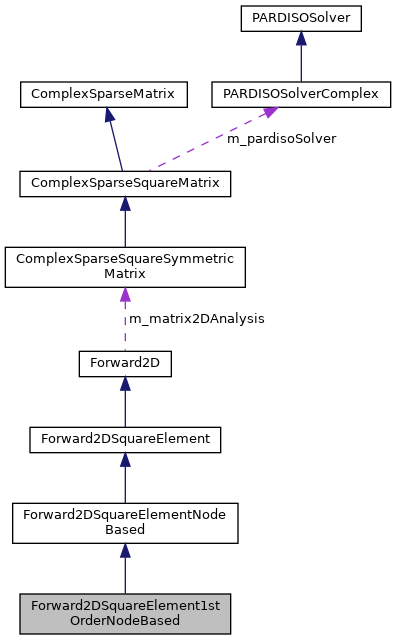 PARDISOSolver
ComplexSparseMatrix
PARDISOSolverComplex
m_pardisoSolver
ComplexSparseSquareMatrix
ComplexSparseSquareSymmetric
Matrix
m_matrix2DAnalysis
Forward2D
Forward2DSquareElement
Forward2DSquareElementNode
Based
Forward2DSquareElement1st
OrderNodeBased